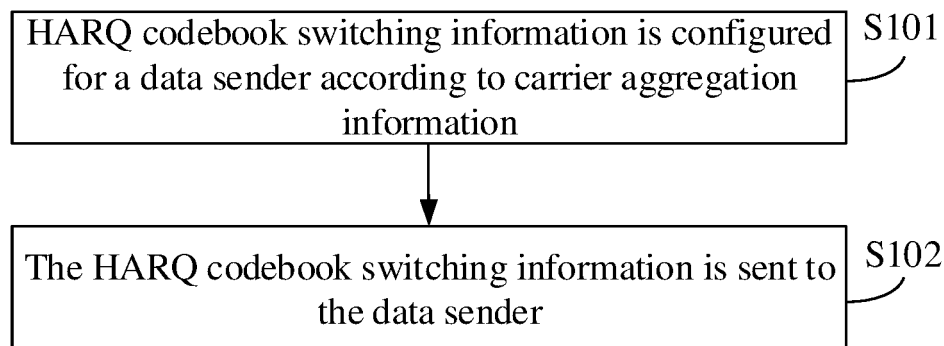 HARQ codebook switching information is configured
for a data sender according to carrier aggregation
information
S101
The HARQ codebook switching information is sent to
the data sender
S102